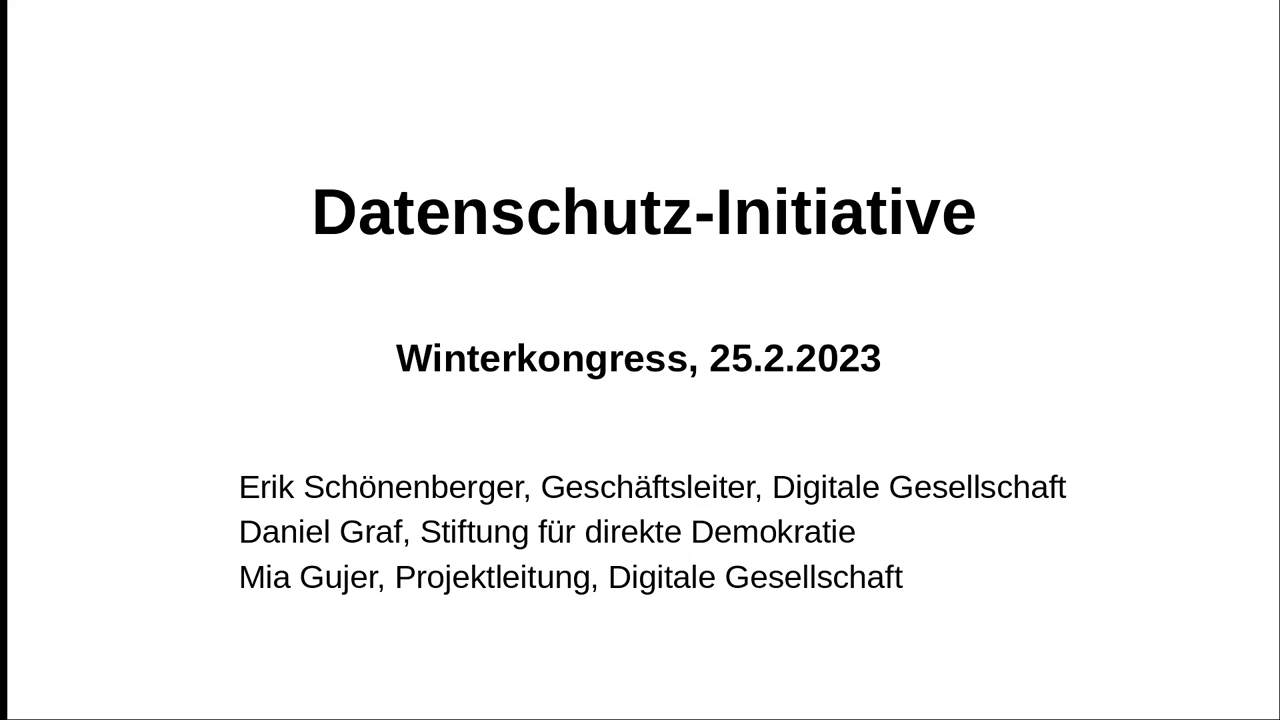 Datenschutz-Initiative
Winterkongress, 25.2.2023
Erik Schönenberger, Geschäftsleiter, Digitale Gesellschaft
Daniel Graf, Stiftung für direkte Demokratie
Mia Gujer, Projektleitung, Digitale Gesellschaft